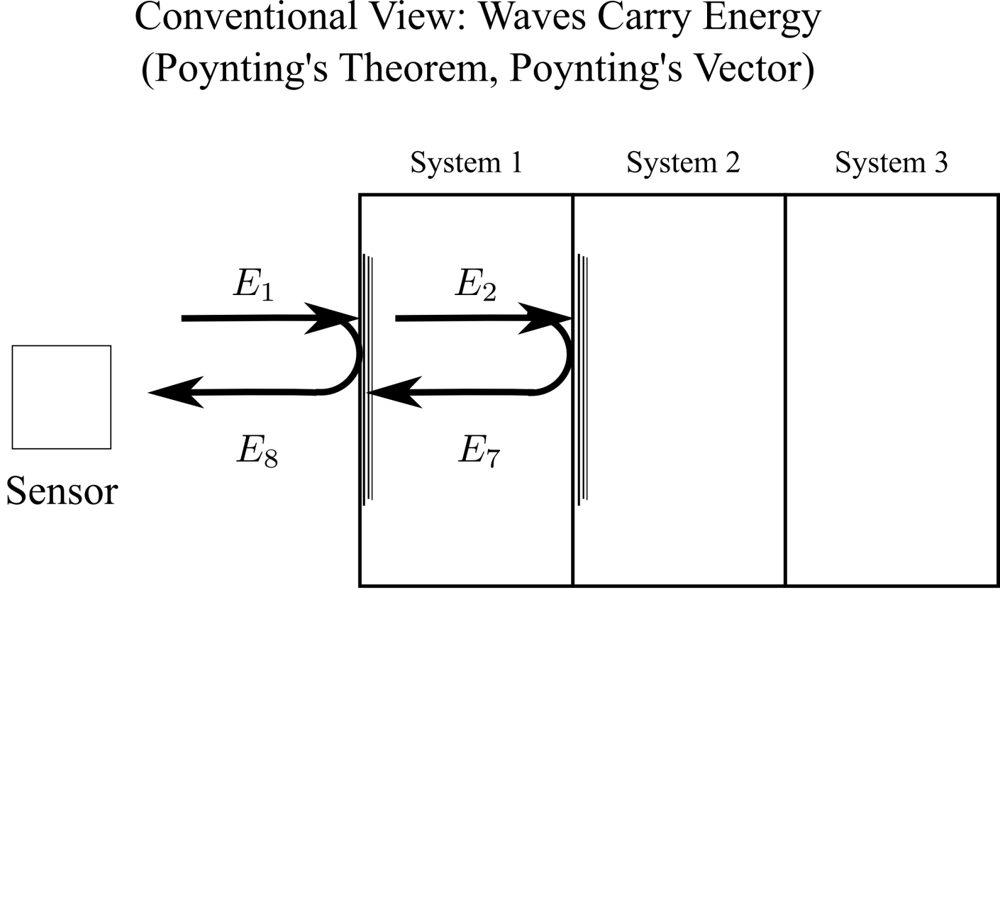 Conventional View: Waves Carry Energy
(Poynting's Theorem, Poynting's Vector)
System 1 System 2 System 3
E₁ E₂
E₈ E₇
Sensor